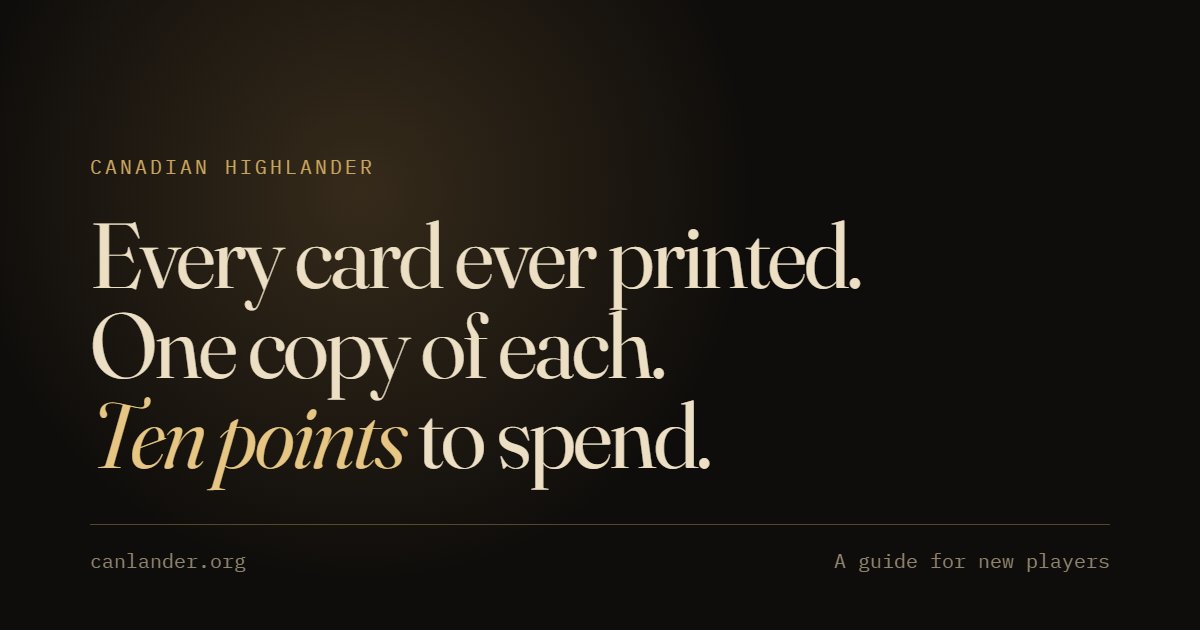 CANADIAN HIGHLANDER
Every card ever printed.
One copy of each.
Ten points to spend.
canlander.org
A guide for new players